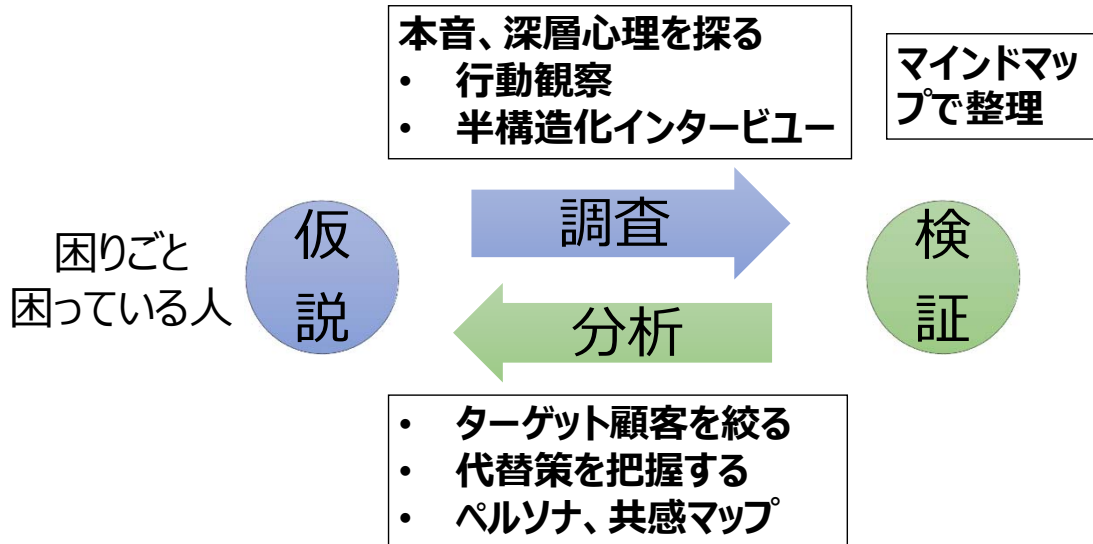 本音、深層心理を探る
• 行動観察
• 半構造化インタービユー
マインドマッ
プで整理
困りごと
困っている人
仮
説
調査
検
証
分析
• ターゲット顧客を絞る
• 代替策を把握する
• ペルソナ、共感マップ